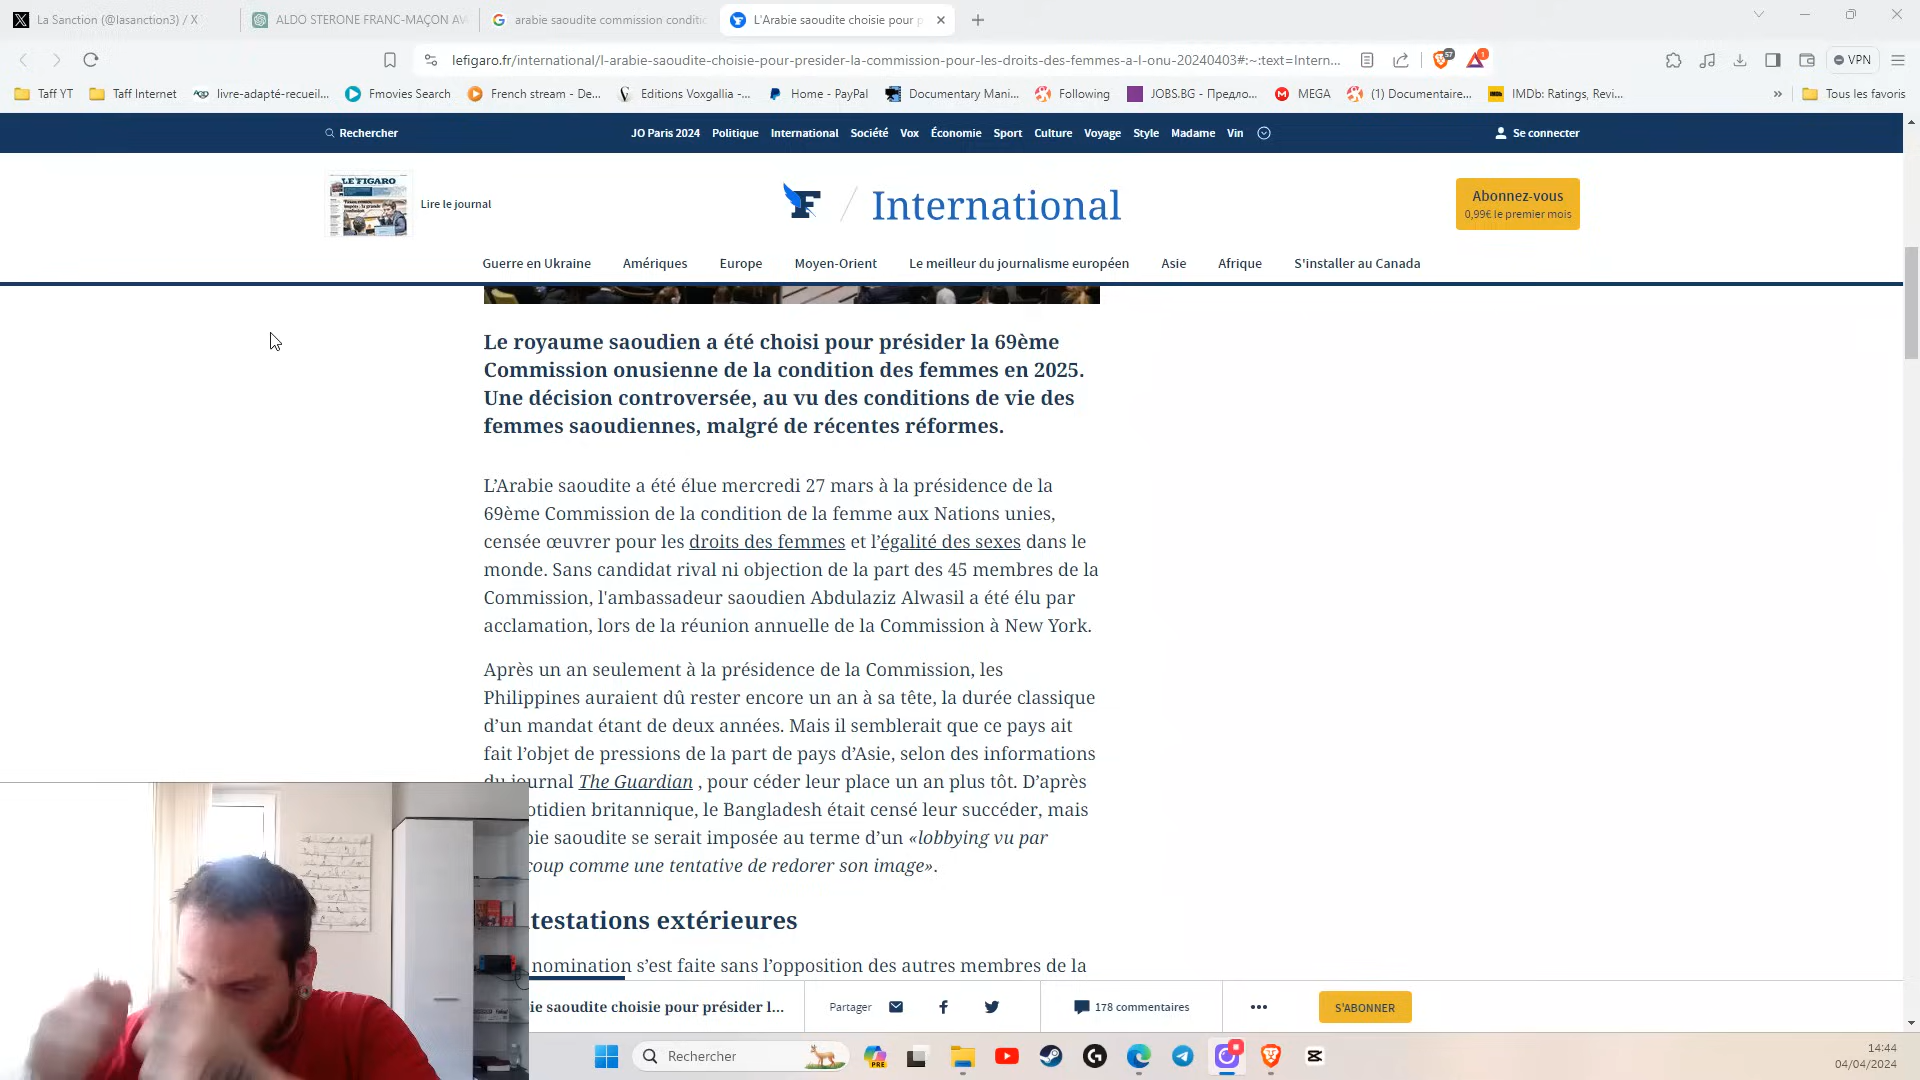 La Sanction (@lasanction3) / X
ALDO STERONE FRANC-MAÇON AV
arabie saoudite commission conditi
L'Arabie saoudite choisie pour p
lefigaro.fr/international/l-arabie-saoudite-choisie-pour-presider-la-commission-pour-les-droits-des-femmes-a-l-onu-20240403#:~:text=Intern...
57
1
VPN
Taff YT
Taff Internet
livre-adapté-recueil...
Fmovies Search
French stream - De...
Editions Voxgallia -...
Home - PayPal
Documentary Mani...
Following
JOBS.BG - Предло...
MEGA
(1) Documentaire...
IMDb: Ratings, Revi...
»
Tous les favoris
Rechercher
JO Paris 2024 Politique International Société Vox Économie Sport Culture Voyage Style Madame Vin
Se connecter
LE FIGARO
Lire le journal
F / International
Abonnez-vous
0,99€ le premier mois
Guerre en Ukraine Amériques Europe Moyen-Orient Le meilleur du journalisme européen Asie Afrique S'installer au Canada
Le royaume saoudien a été choisi pour présider la 69ème
Commission onusienne de la condition des femmes en 2025.
Une décision controversée, au vu des conditions de vie des
femmes saoudiennes, malgré de récentes réformes.
L'Arabie saoudite a été élue mercredi 27 mars à la présidence de la
69ème Commission de la condition de la femme aux Nations unies,
censée œuvrer pour les droits des femmes et l'égalité des sexes dans le
monde. Sans candidat rival ni objection de la part des 45 membres de la
Commission, l'ambassadeur saoudien Abdulaziz Alwasil a été élu par
acclamation, lors de la réunion annuelle de la Commission à New York.
Après un an seulement à la présidence de la Commission, les
Philippines auraient dû rester encore un an à sa tête, la durée classique
d'un mandat étant de deux années. Mais il semblerait que ce pays ait
fait l'objet de pressions de la part de pays d'Asie, selon des informations
du journal The Guardian , pour céder leur place un an plus tôt. D'après
otidien britannique, le Bangladesh était censé leur succéder, mais
bie saoudite se serait imposée au terme d'un «lobbying vu par
coup comme une tentative de redorer son image».
testations extérieures
nomination s'est faite sans l'opposition des autres membres de la
ie saoudite choisie pour présider l...
Partager
178 commentaires
S'ABONNER
Rechercher
PRE
14:44
04/04/2024